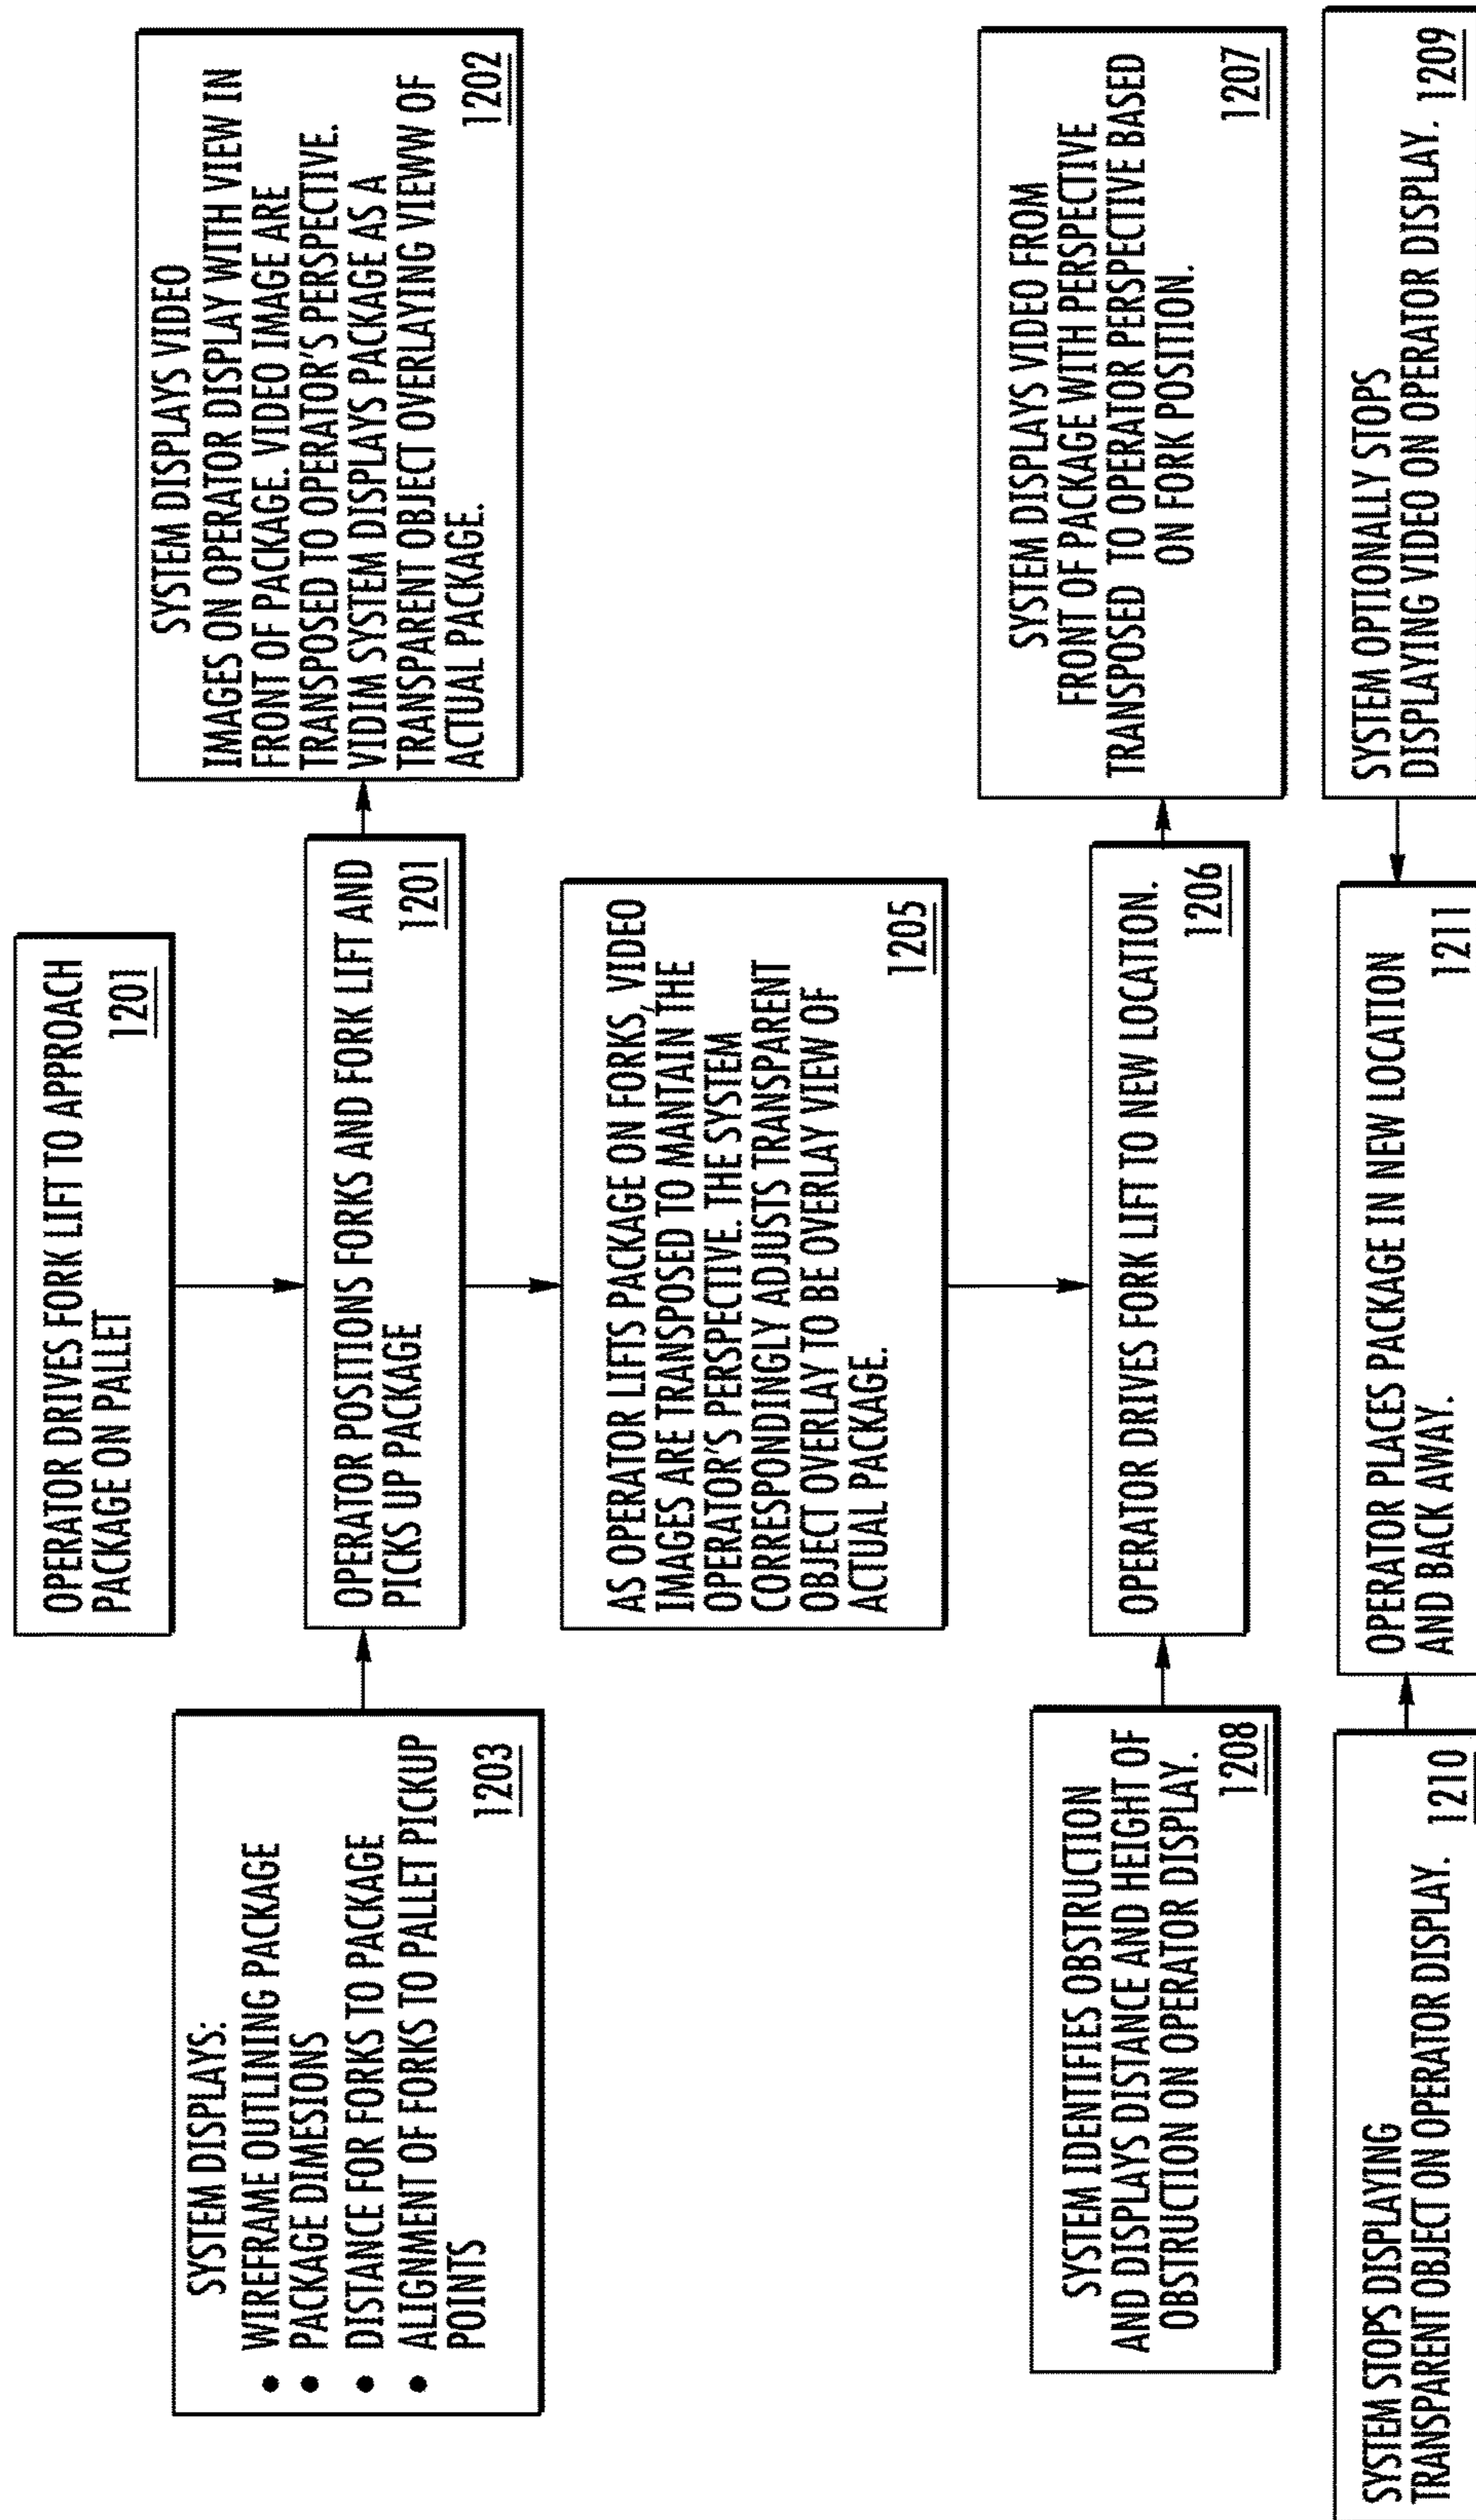 OPERATOR DRIVES FORK LIFT TO APPROACH
PACKAGE ON PALLET
1201
SYSTEM DISPLAYS:
• WIREFRAME OUTLINING PACKAGE
• PACKAGE DIMESIONS
• DISTANCE FOR FORKS TO PACKAGE
• ALIGNMENT OF FORKS TO PALLET PICKUP
POINTS
1203
OPERATOR POSITIONS FORKS AND FORK LIFT AND
PICKS UP PACKAGE
1201
SYSTEM DISPLAYS VIDEO
IMAGES ON OPERATOR DISPLAY WITH VIEW IN
FRONT OF PACKAGE. VIDEO IMAGE ARE
TRANSPOSED TO OPERATOR'S PERSPECTIVE.
VIDIM SYSTEM DISPLAYS PACKAGE AS A
TRANSPARENT OBJECT OVERLAYING VIEWW OF
ACTUAL PACKAGE.
1202
AS OPERATOR LIFTS PACKAGE ON FORKS, VIDEO
IMAGES ARE TRANSPOSED TO MANTAIN THE
OPERATOR'S PERSPECTIVE. THE SYSTEM
CORRESPONDINGLY ADJUSTS TRANSPARENT
OBJECT OVERLAY TO BE OVERLAY VIEW OF
ACTUAL PACKAGE.
1205
SYSTEM IDENTIFIES OBSTRUCTION
AND DISPLAYS DISTANCE AND HEIGHT OF
OBSTRUCTION ON OPERATOR DISPLAY.
1208
OPERATOR DRIVES FORK LIFT TO NEW LOCATION.
1206
SYSTEM DISPLAYS VIDEO FROM
FRONT OF PACKAGE WITH PERSPECTIVE
TRANSPOSED TO OPERATOR PERSPECTIVE BASED
ON FORK POSITION.
1207
SYSTEM STOPS DISPLAYING
TRANSPARENT OBJECT ON OPERATOR DISPLAY.
1210
OPERATOR PLACES PACKAGE IN NEW LOCATION
AND BACK AWAY.
1211
SYSTEM OPTIONALLY STOPS
DISPLAYING VIDEO ON OPERATOR DISPLAY.
1209